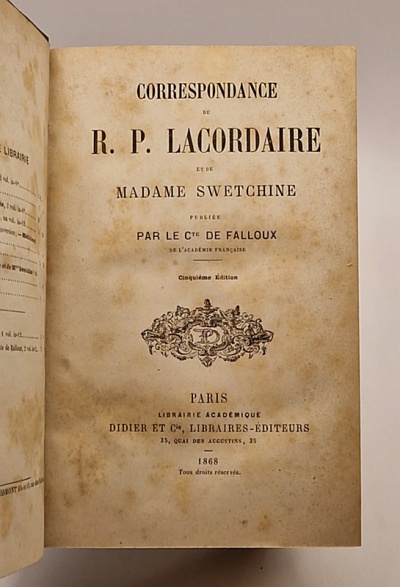 LIBRAIRIE
CORRESPONDANCE
DU
R. P. LACORDAIRE
ET DE
MADAME SWETCHINE
PUBLIÉE
PAR LE Cte DE FALLOUX
DE L'ACADÉMIE FRANÇAISE
Cinquième Édition
PARIS
LIBRAIRIE ACADÉMIQUE
DIDIER ET Cie, LIBRAIRES-ÉDITEURS
35, QUAI DES AUGUSTINS, 35
1868
Tous droits réservés.